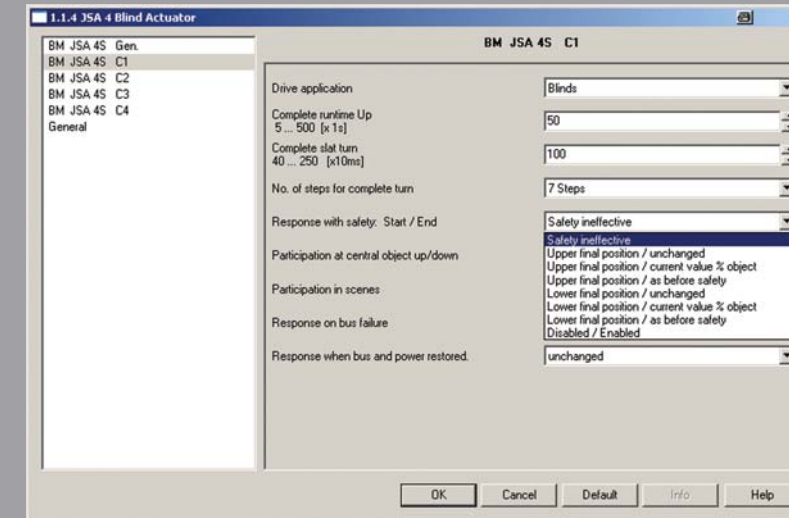 1.1.4 JSA 4 Blind Actuator
BM JSA 4S Gen.
BM JSA 4S C1
BM JSA 4S C2
BM JSA 4S C3
BM JSA 4S C4
General
BM JSA 4S C1
Drive application
Blinds
Complete runtime Up
5 ... 500 [x 1s]
50
Complete slat turn
40 ... 250 [x10ms]
100
No. of steps for complete turn
7 Steps
Response with safety: Start / End
Safety ineffective
Safety ineffective
Upper final position / unchanged
Upper final position / current value % object
Upper final position / as before safety
Lower final position / unchanged
Lower final position / current value % object
Lower final position / as before safety
Disabled / Enabled
Participation at central object up/down
Participation in scenes
Response on bus failure
Response when bus and power restored.
unchanged
OK
Cancel
Default
Info
Help